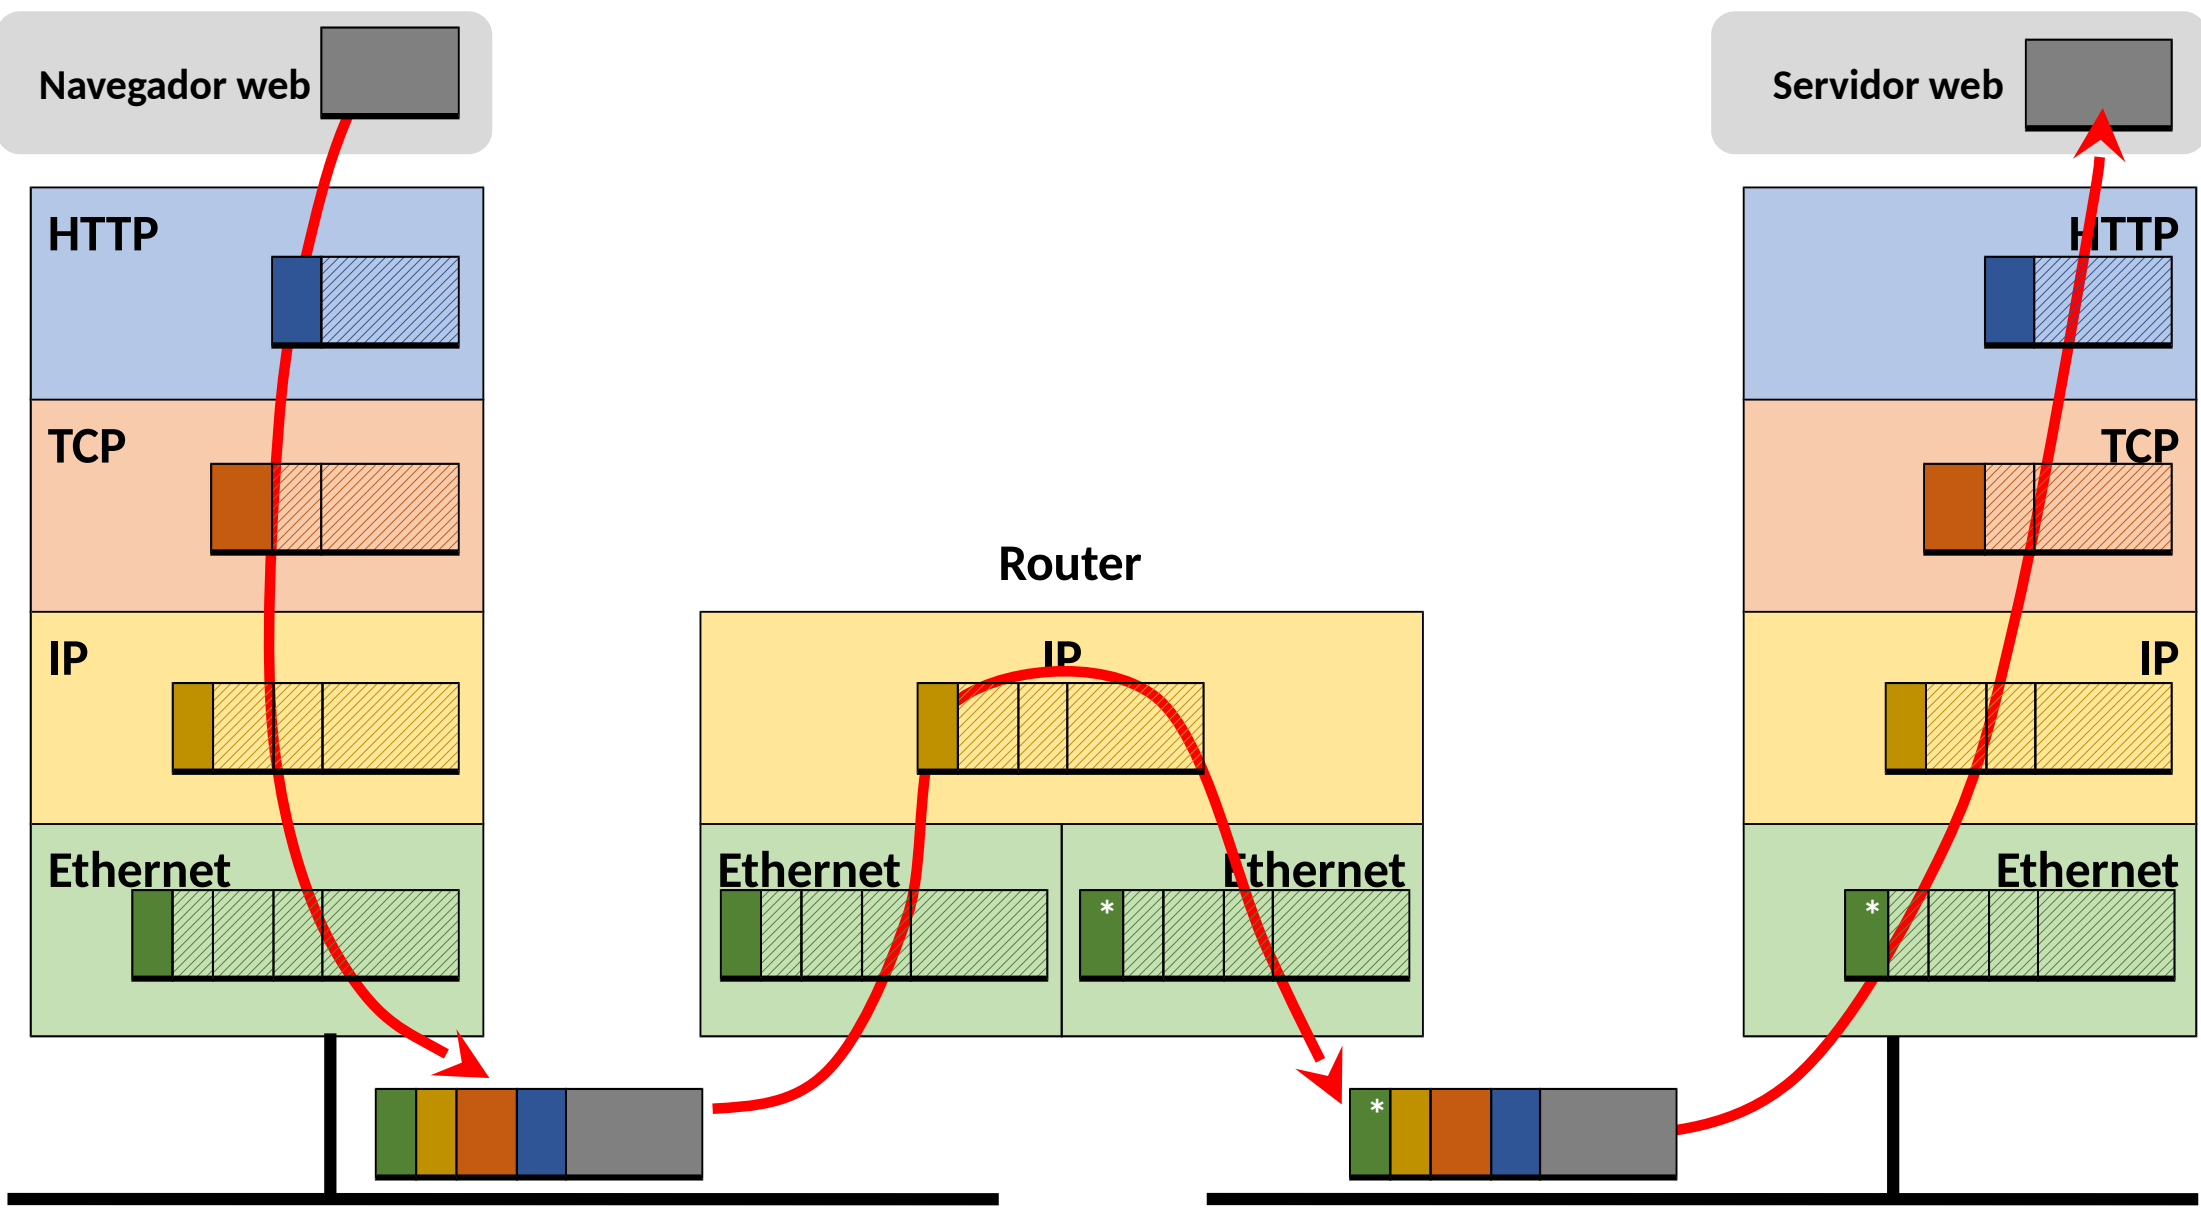 Navegador web
Servidor web
HTTP
HTTP
TCP
TCP
Router
IP
IP
IP
Ethernet
Ethernet
Ethernet
Ethernet
*
*
*